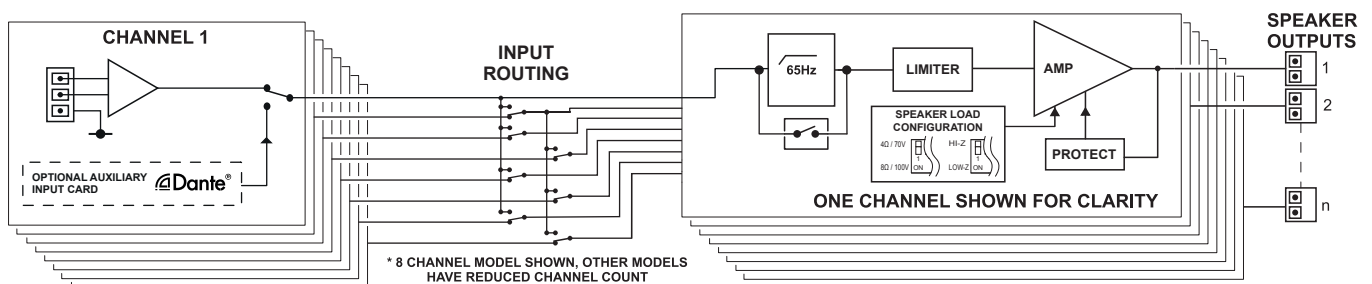 CHANNEL 1
OPTIONAL AUXILIARY
INPUT CARD
Dante®
INPUT
ROUTING
* 8 CHANNEL MODEL SHOWN, OTHER MODELS
HAVE REDUCED CHANNEL COUNT
65Hz
LIMITER
AMP
SPEAKER LOAD
CONFIGURATION
4Ω / 70V
8Ω / 100V
1
ON
HI-Z
LOW-Z
1
ON
PROTECT
ONE CHANNEL SHOWN FOR CLARITY
SPEAKER
OUTPUTS
1
2
n